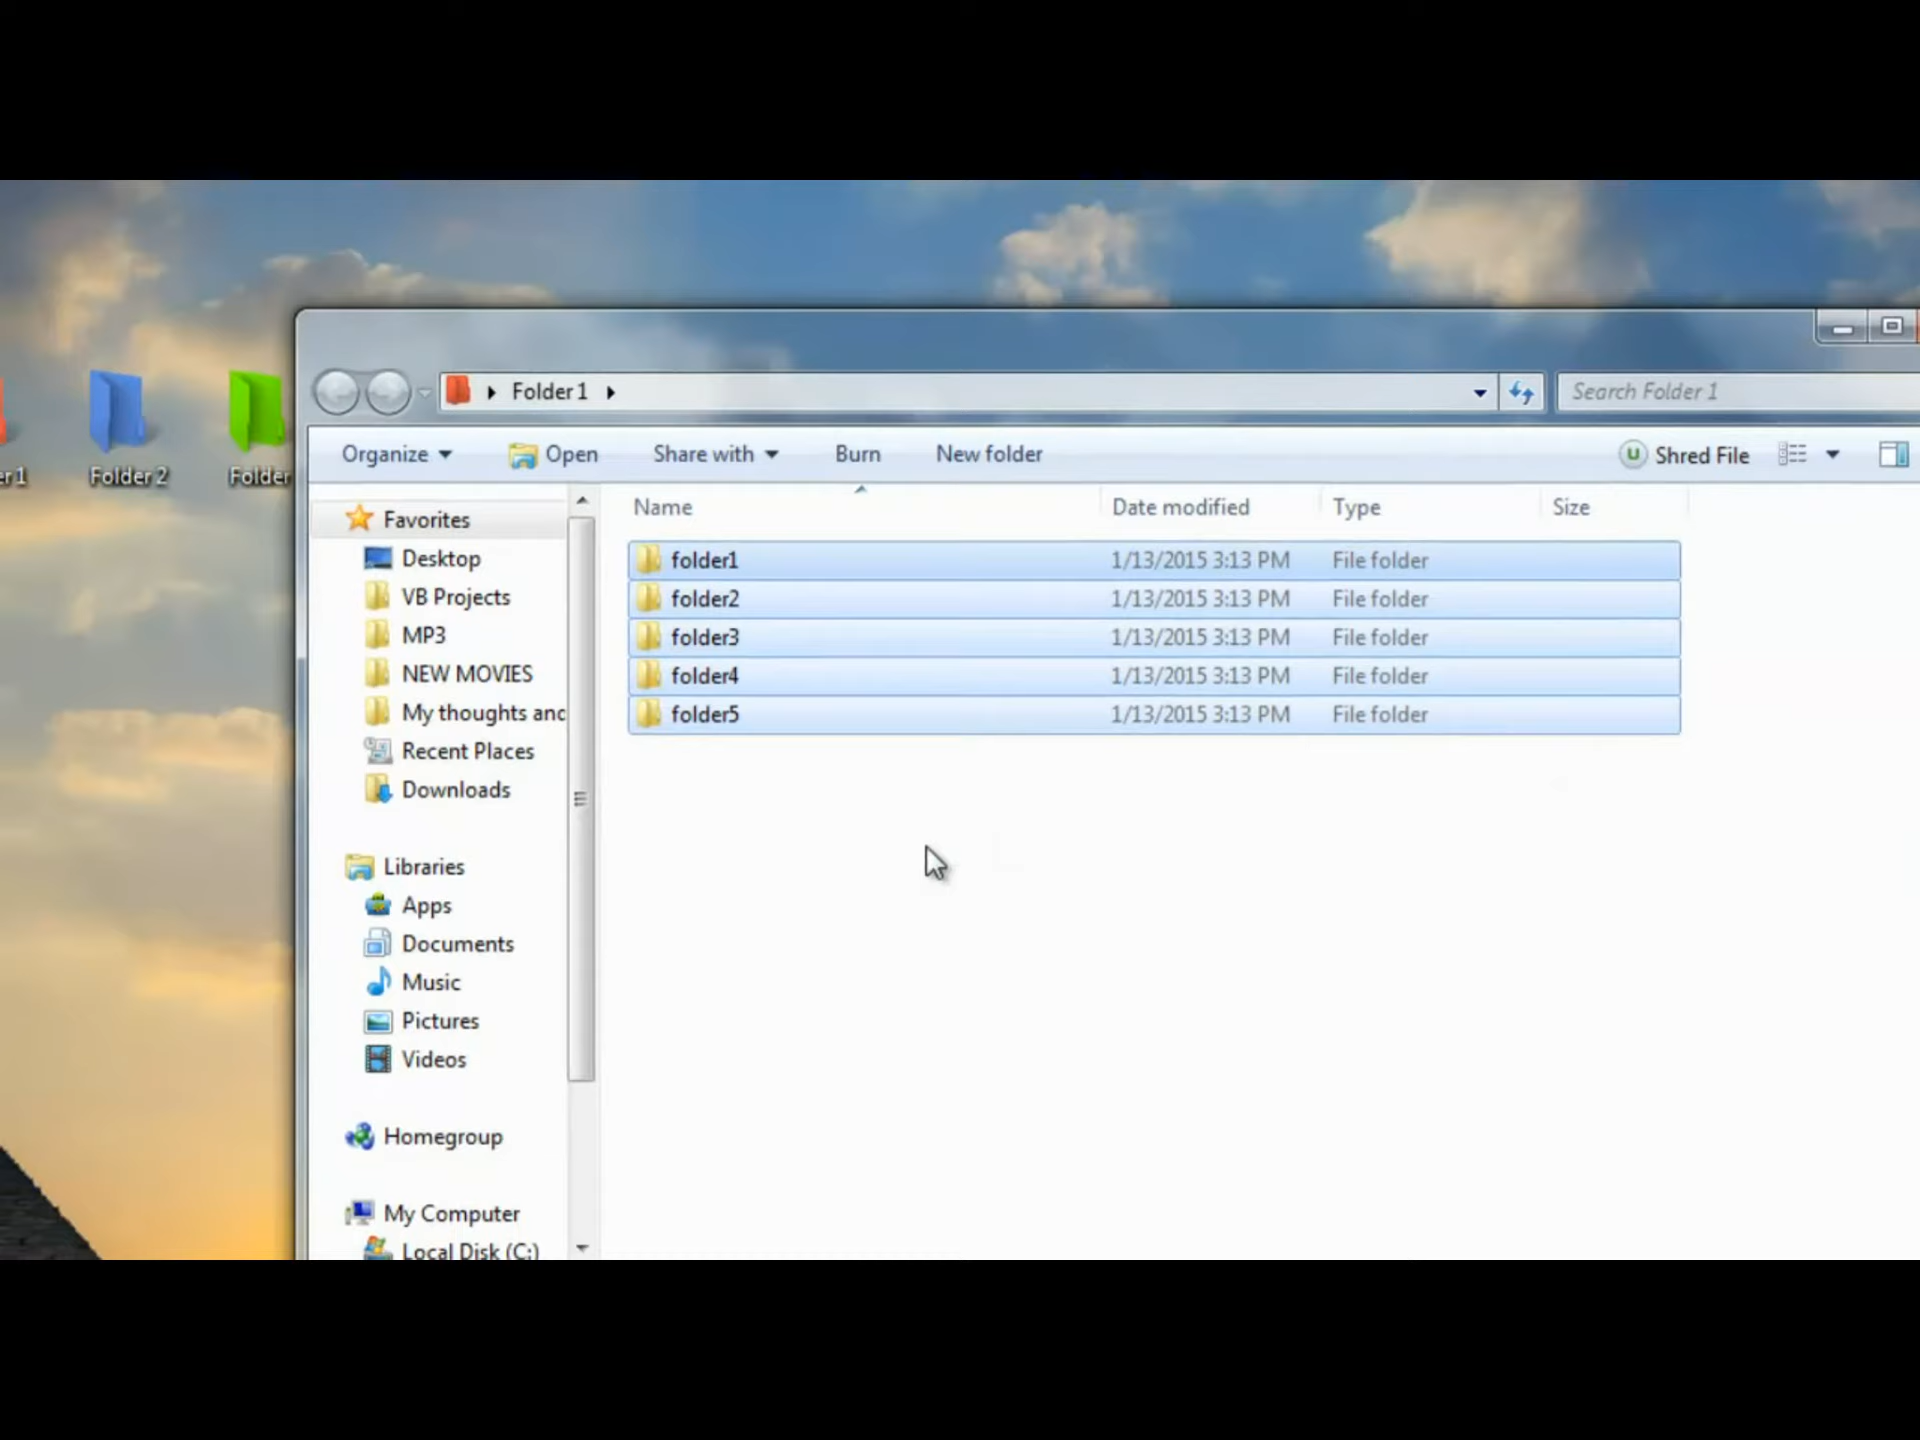 er1
Folder 2
Folder
Folder 1
Search Folder 1
Organize
Open
Share with
Burn
New folder
Shred File
Favorites
Desktop
VB Projects
MP3
NEW MOVIES
My thoughts and
Recent Places
Downloads
Libraries
Apps
Documents
Music
Pictures
Videos
Homegroup
My Computer
Local Disk (C:)
Name Date modified Type Size
folder1 1/13/2015 3:13 PM File folder
folder2 1/13/2015 3:13 PM File folder
folder3 1/13/2015 3:13 PM File folder
folder4 1/13/2015 3:13 PM File folder
folder5 1/13/2015 3:13 PM File folder